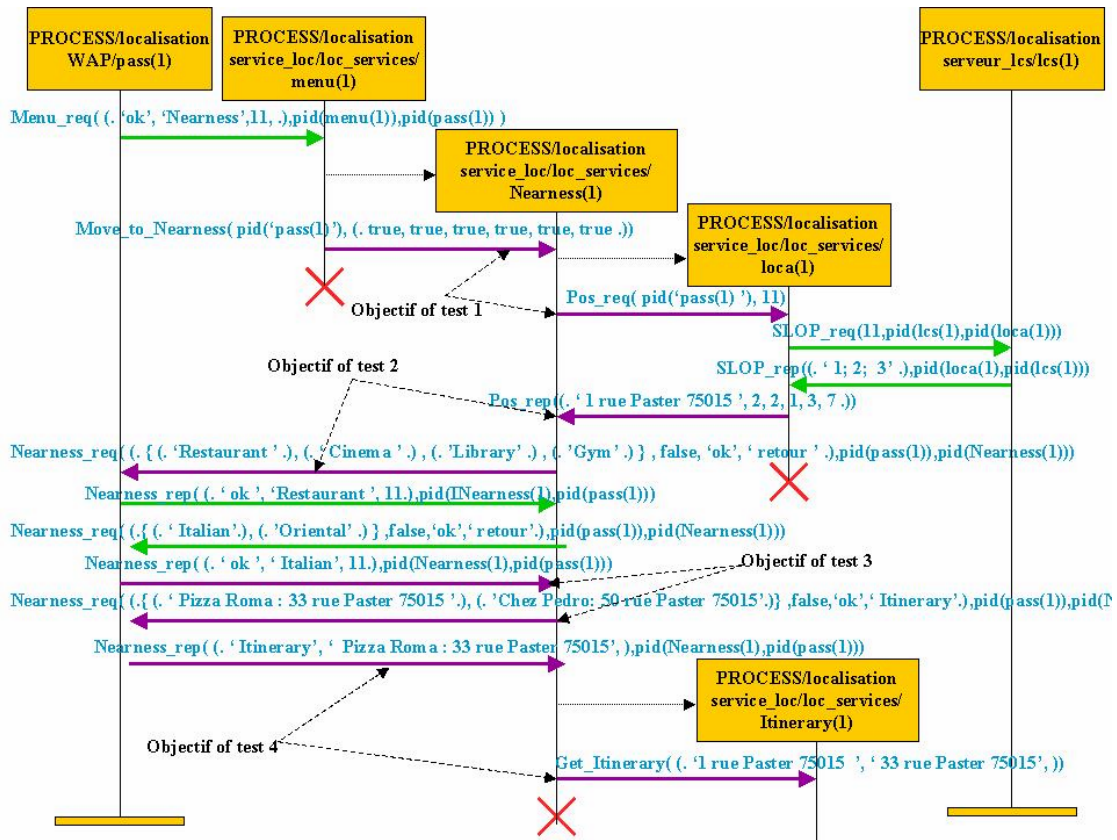 PROCESS/localisation
WAP/pass(1)
PROCESS/localisation
service_loc/loc_services/
menu(1)
PROCESS/localisation
serveur_lcs/lcs(1)
Menu_req( (. ‘ok’, ‘Nearness’,11, .),pid(menu(1)),pid(pass(1)) )
PROCESS/localisation
service_loc/loc_services/
Nearness(1)
PROCESS/localisation
service_loc/loc_services/
loca(1)
Move_to_Nearness( pid(‘pass(1)’), (. true, true, true, true, true, true .))
Objectif of test 1
Pos_req( pid(‘pass(1) ’), 11)
SLOP_req(11,pid(lcs(1),pid(loca(1)))
Objectif of test 2
SLOP_rep((. ‘ 1; 2;  3’ .),pid(loca(1),pid(lcs(1)))
Pos_rep((. ‘ 1 rue Paster 75015 ’, 2, 2, 1, 3, 7 .))
Nearness_req( (. { (. ‘Restaurant ’ .), (. ‘ Cinema ’ .) , (. ’Library’ .) , (. ’Gym’ .) } , false, ‘ok’, ‘ retour ’ .),pid(pass(1)),pid(Nearness(1)))
Nearness_rep( (. ‘ ok ’, ‘Restaurant ’, 11.),pid(INearness(1),pid(pass(1)))
Nearness_req( (.{ (. ‘ Italian’.), (. ’Oriental’ .) } ,false,‘ok’,‘ retour’.),pid(pass(1)),pid(Nearness(1)))
Nearness_rep( (. ‘ ok ’, ‘ Italian’, 11.),pid(Nearness(1),pid(pass(1)))
Objectif of test 3
Nearness_req( (.{ (. ‘ Pizza Roma : 33 rue Paster 75015 ’.), (. ’Chez Pedro: 50 rue Paster 75015’.)} ,false,‘ok’,‘ Itinerary’.),pid(pass(1)),pid(N
Nearness_rep( (. ‘ Itinerary’, ‘ Pizza Roma : 33 rue Paster 75015’, ),pid(Nearness(1),pid(pass(1)))
PROCESS/localisation
service_loc/loc_services/
Itinerary(1)
Objectif of test 4
Get_Itinerary( (. ‘1 rue Paster 75015  ’, ‘ 33 rue Paster 75015’, ))